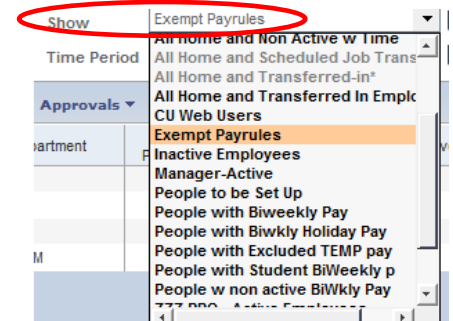 Show Exempt Payrules
All Home and Non Active w Time
Time Period All Home and Scheduled Job Trans
All Home and Transferred-in*
Approvals All Home and Transferred In Emplo
CU Web Users
Exempt Payrules
Inactive Employees
Manager-Active
People to be Set Up
People with Biweekly Pay
People with Biwkly Holiday Pay
M People with Excluded TEMP pay
People with Student BiWeekly p
People w non active BiWkly Pay